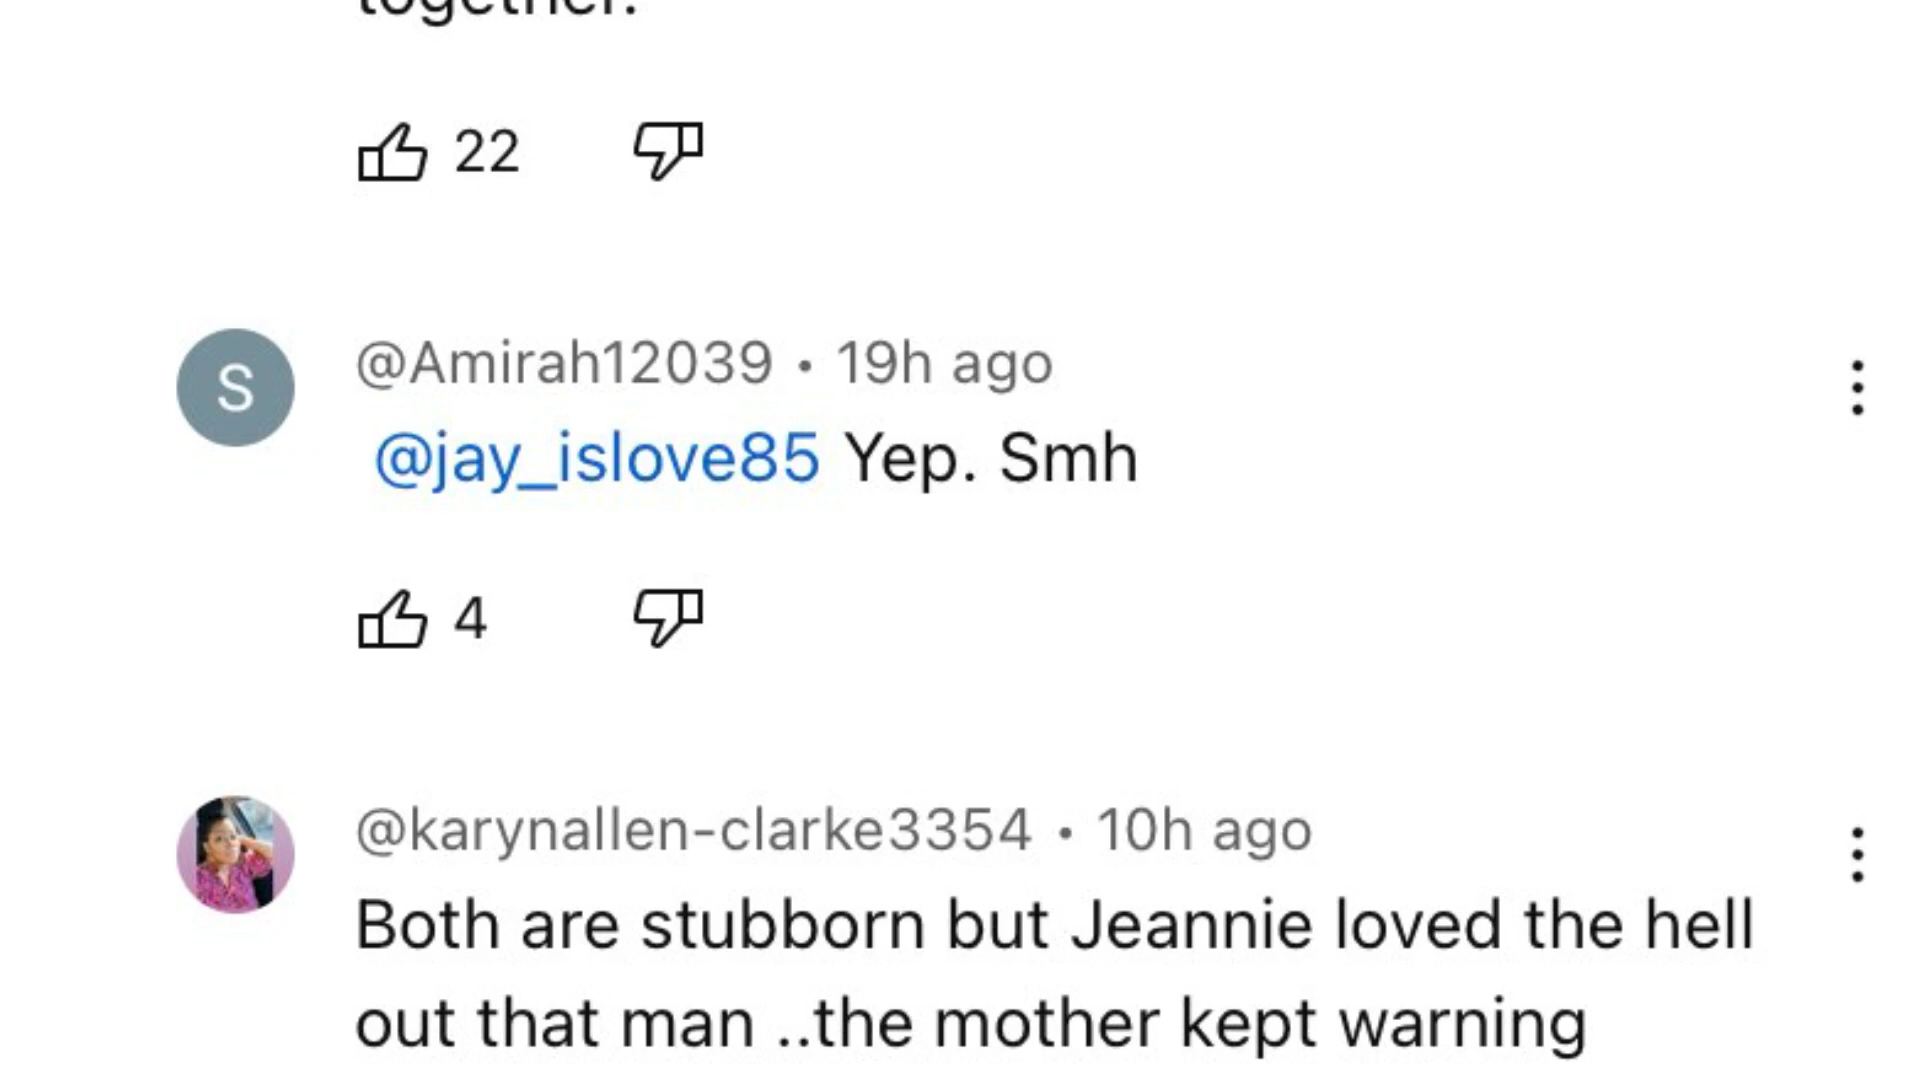 together.
22
S
@Amirah12039 • 19h ago
@jay_islove85 Yep. Smh
4
@karynallen-clarke3354 • 10h ago
Both are stubborn but Jeannie loved the hell
out that man ..the mother kept warning